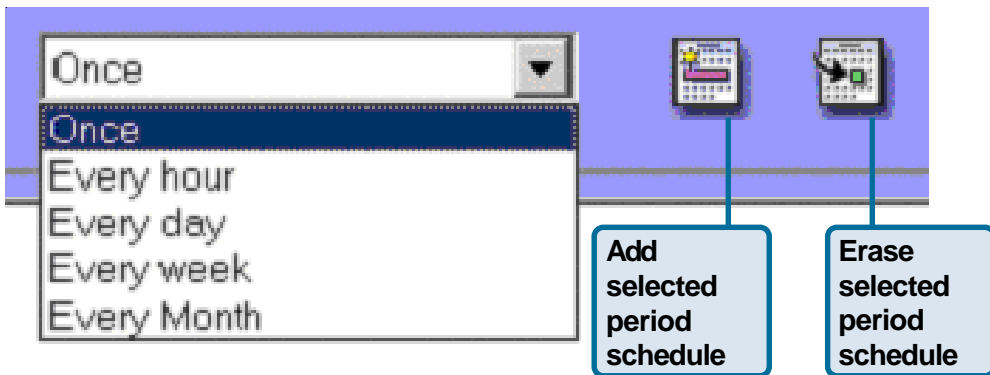 Once
Once
Every hour
Every day
Every week
Every Month
Add
selected
period
schedule
Erase
selected
period
schedule